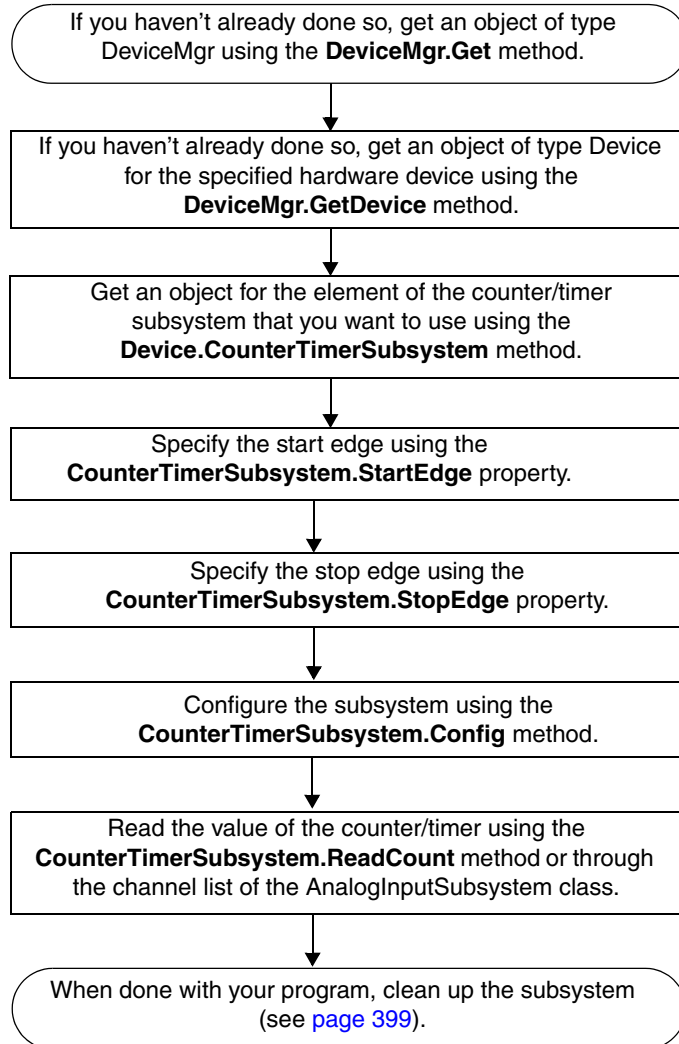 If you haven’t already done so, get an object of type
DeviceMgr using the DeviceMgr.Get method.
If you haven’t already done so, get an object of type Device
for the specified hardware device using the
DeviceMgr.GetDevice method.
Get an object for the element of the counter/timer
subsystem that you want to use using the
Device.CounterTimerSubsystem method.
Specify the start edge using the
CounterTimerSubsystem.StartEdge property.
Specify the stop edge using the
CounterTimerSubsystem.StopEdge property.
Configure the subsystem using the
CounterTimerSubsystem.Config method.
Read the value of the counter/timer using the
CounterTimerSubsystem.ReadCount method or through
the channel list of the AnalogInputSubsystem class.
When done with your program, clean up the subsystem
(see page 399).